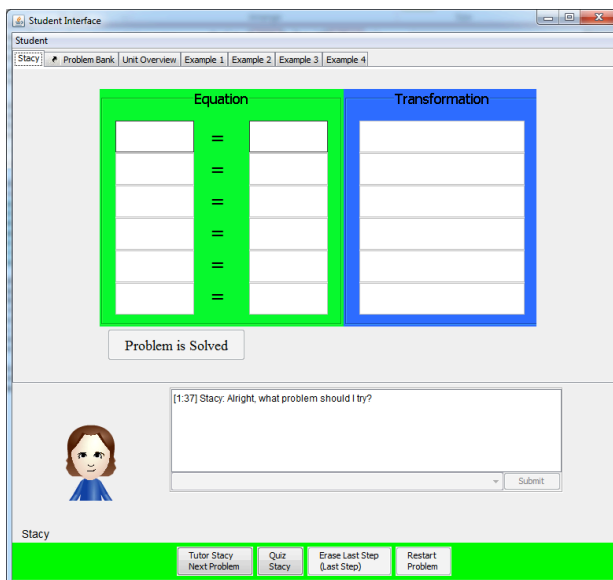 Student Interface
Student
Stacy
Problem Bank
Unit Overview
Example 1
Example 2
Example 3
Example 4
Equation
Transformation
=
=
=
=
=
=
Problem is Solved
[1:37] Stacy: Alright, what problem should I try?
Submit
Stacy
Tutor Stacy
Next Problem
Quiz
Stacy
Erase Last Step
(Last Step)
Restart
Problem